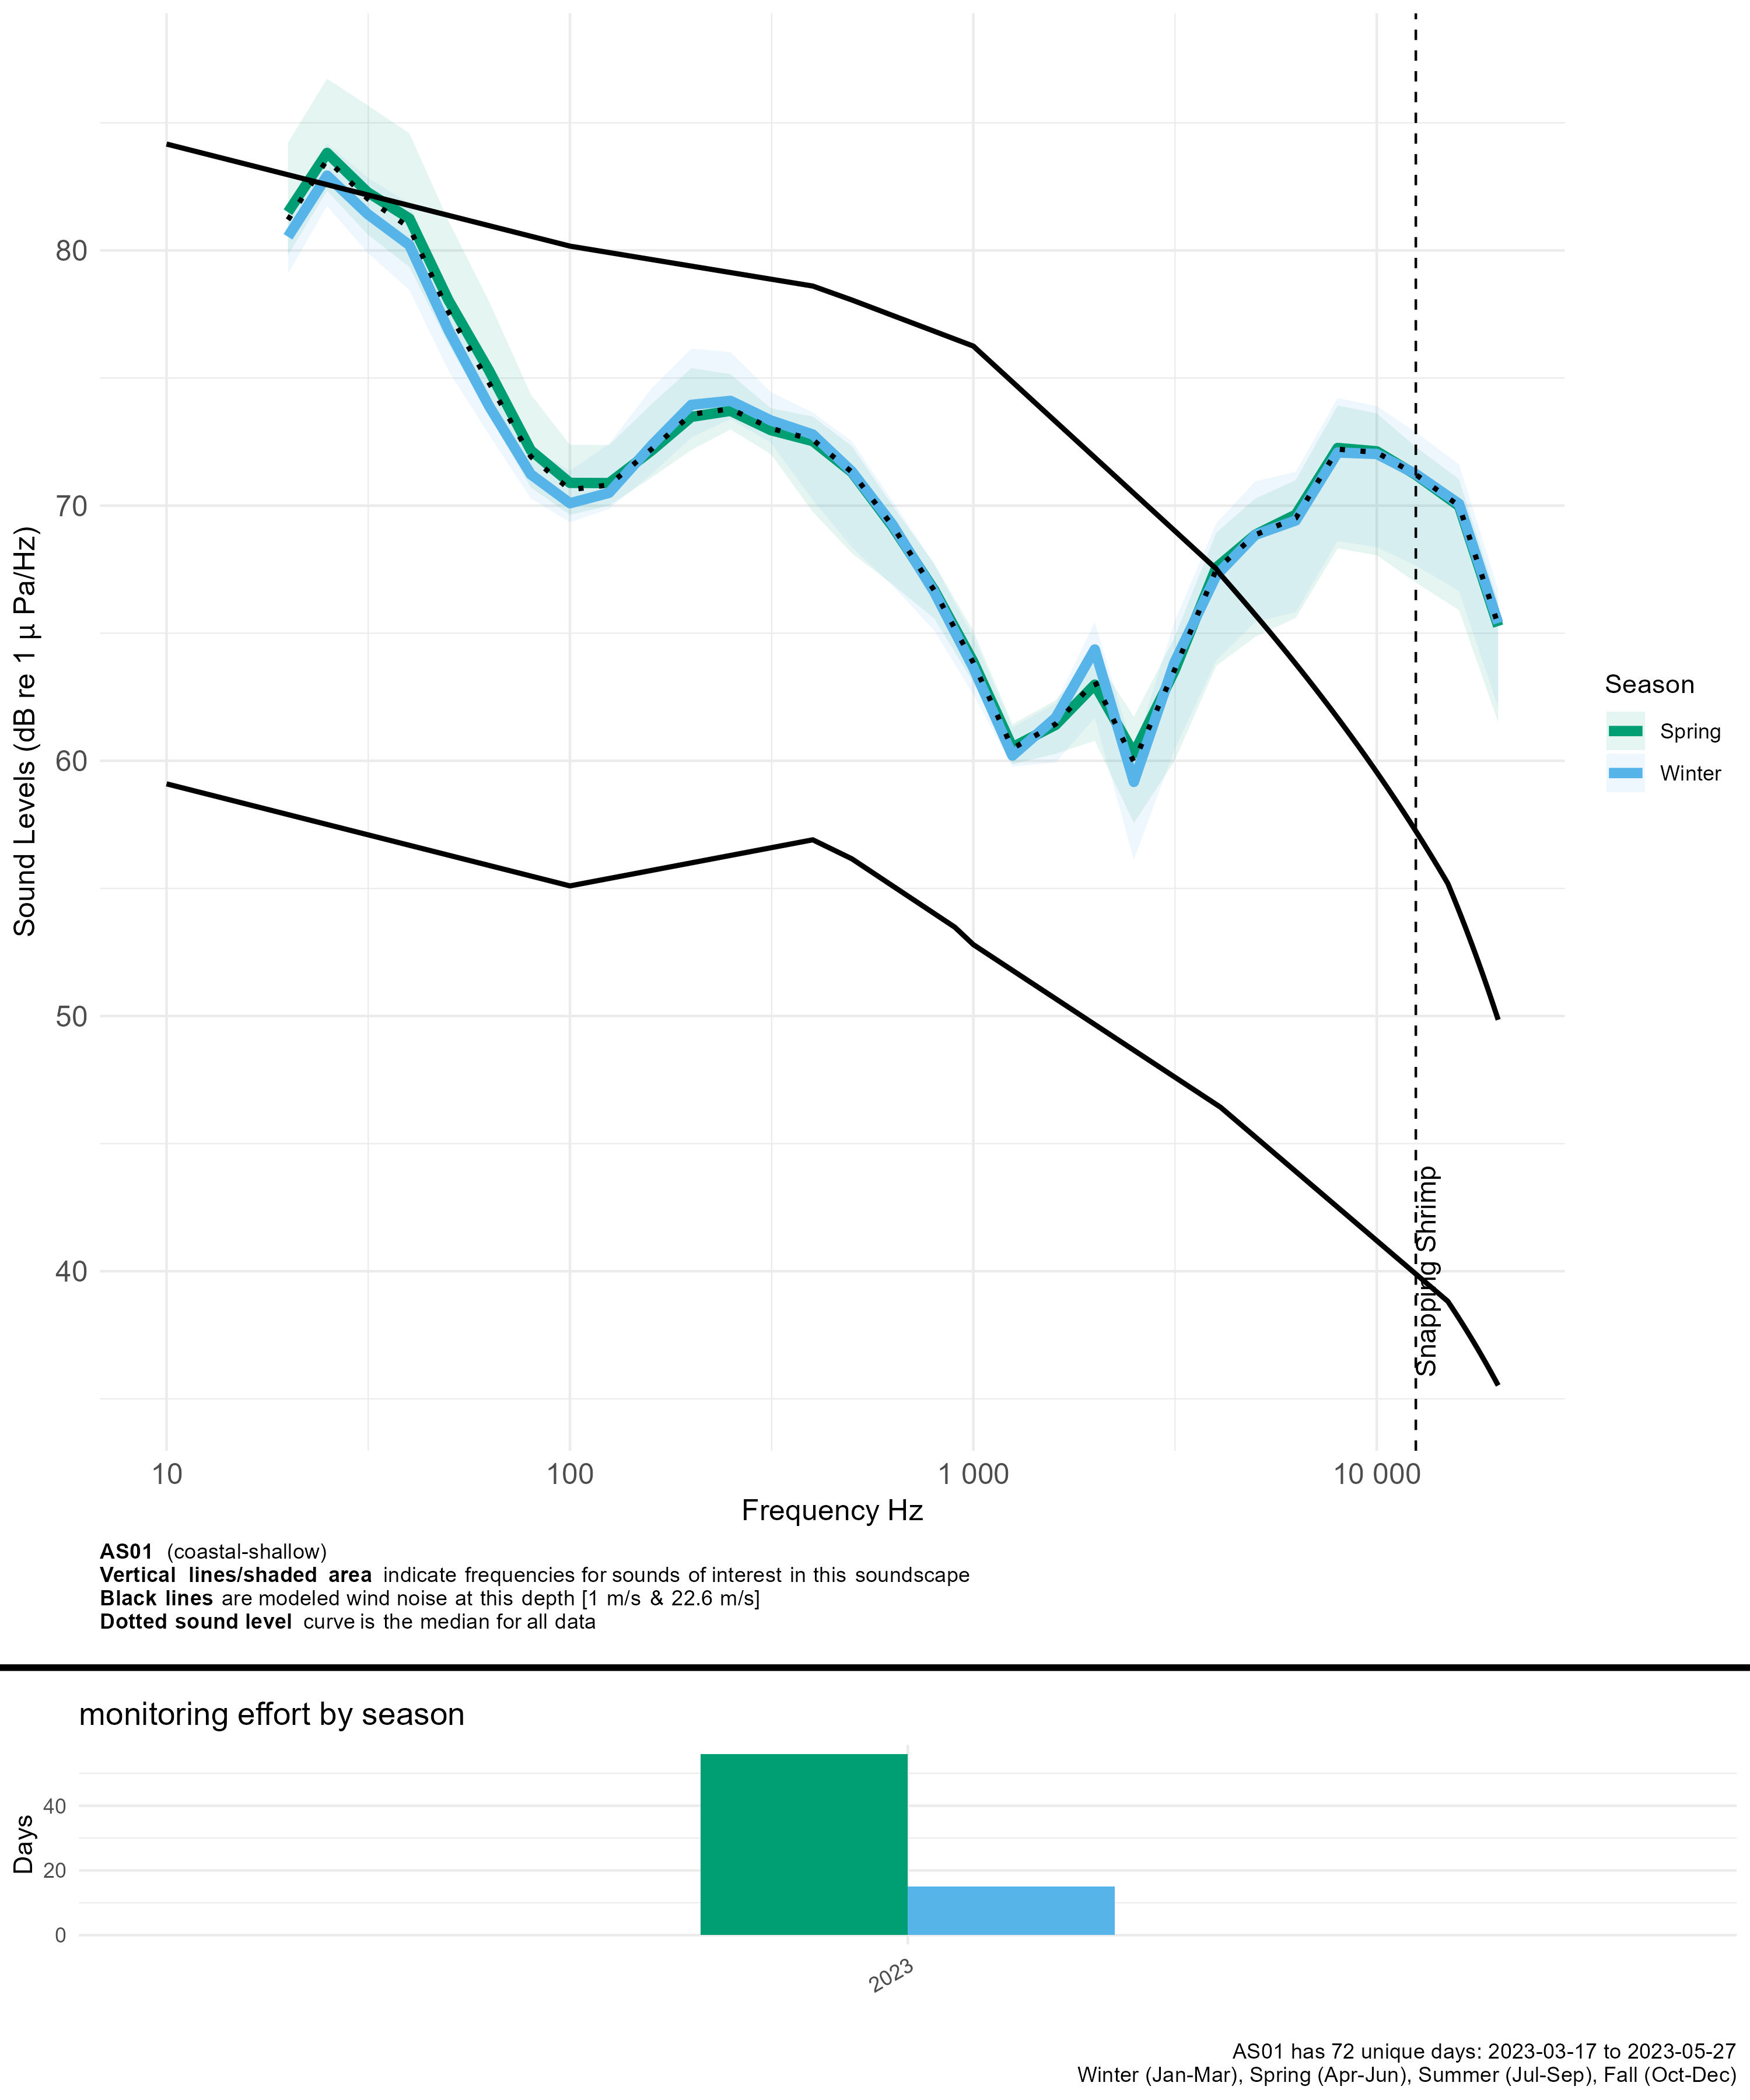 80
70
60
50
40
Sound Levels (dB re 1 µ Pa/Hz)
Snapping Shrimp
Season
Spring
Winter
10
100
1 000
10 000
Frequency Hz
AS01 (coastal-shallow)
Vertical lines/shaded area indicate frequencies for sounds of interest in this soundscape
Black lines are modeled wind noise at this depth [1 m/s & 22.6 m/s]
Dotted sound level curve is the median for all data
monitoring effort by season
Days
40
20
0
2023
AS01 has 72 unique days: 2023-03-17 to 2023-05-27
Winter (Jan-Mar), Spring (Apr-Jun), Summer (Jul-Sep), Fall (Oct-Dec)